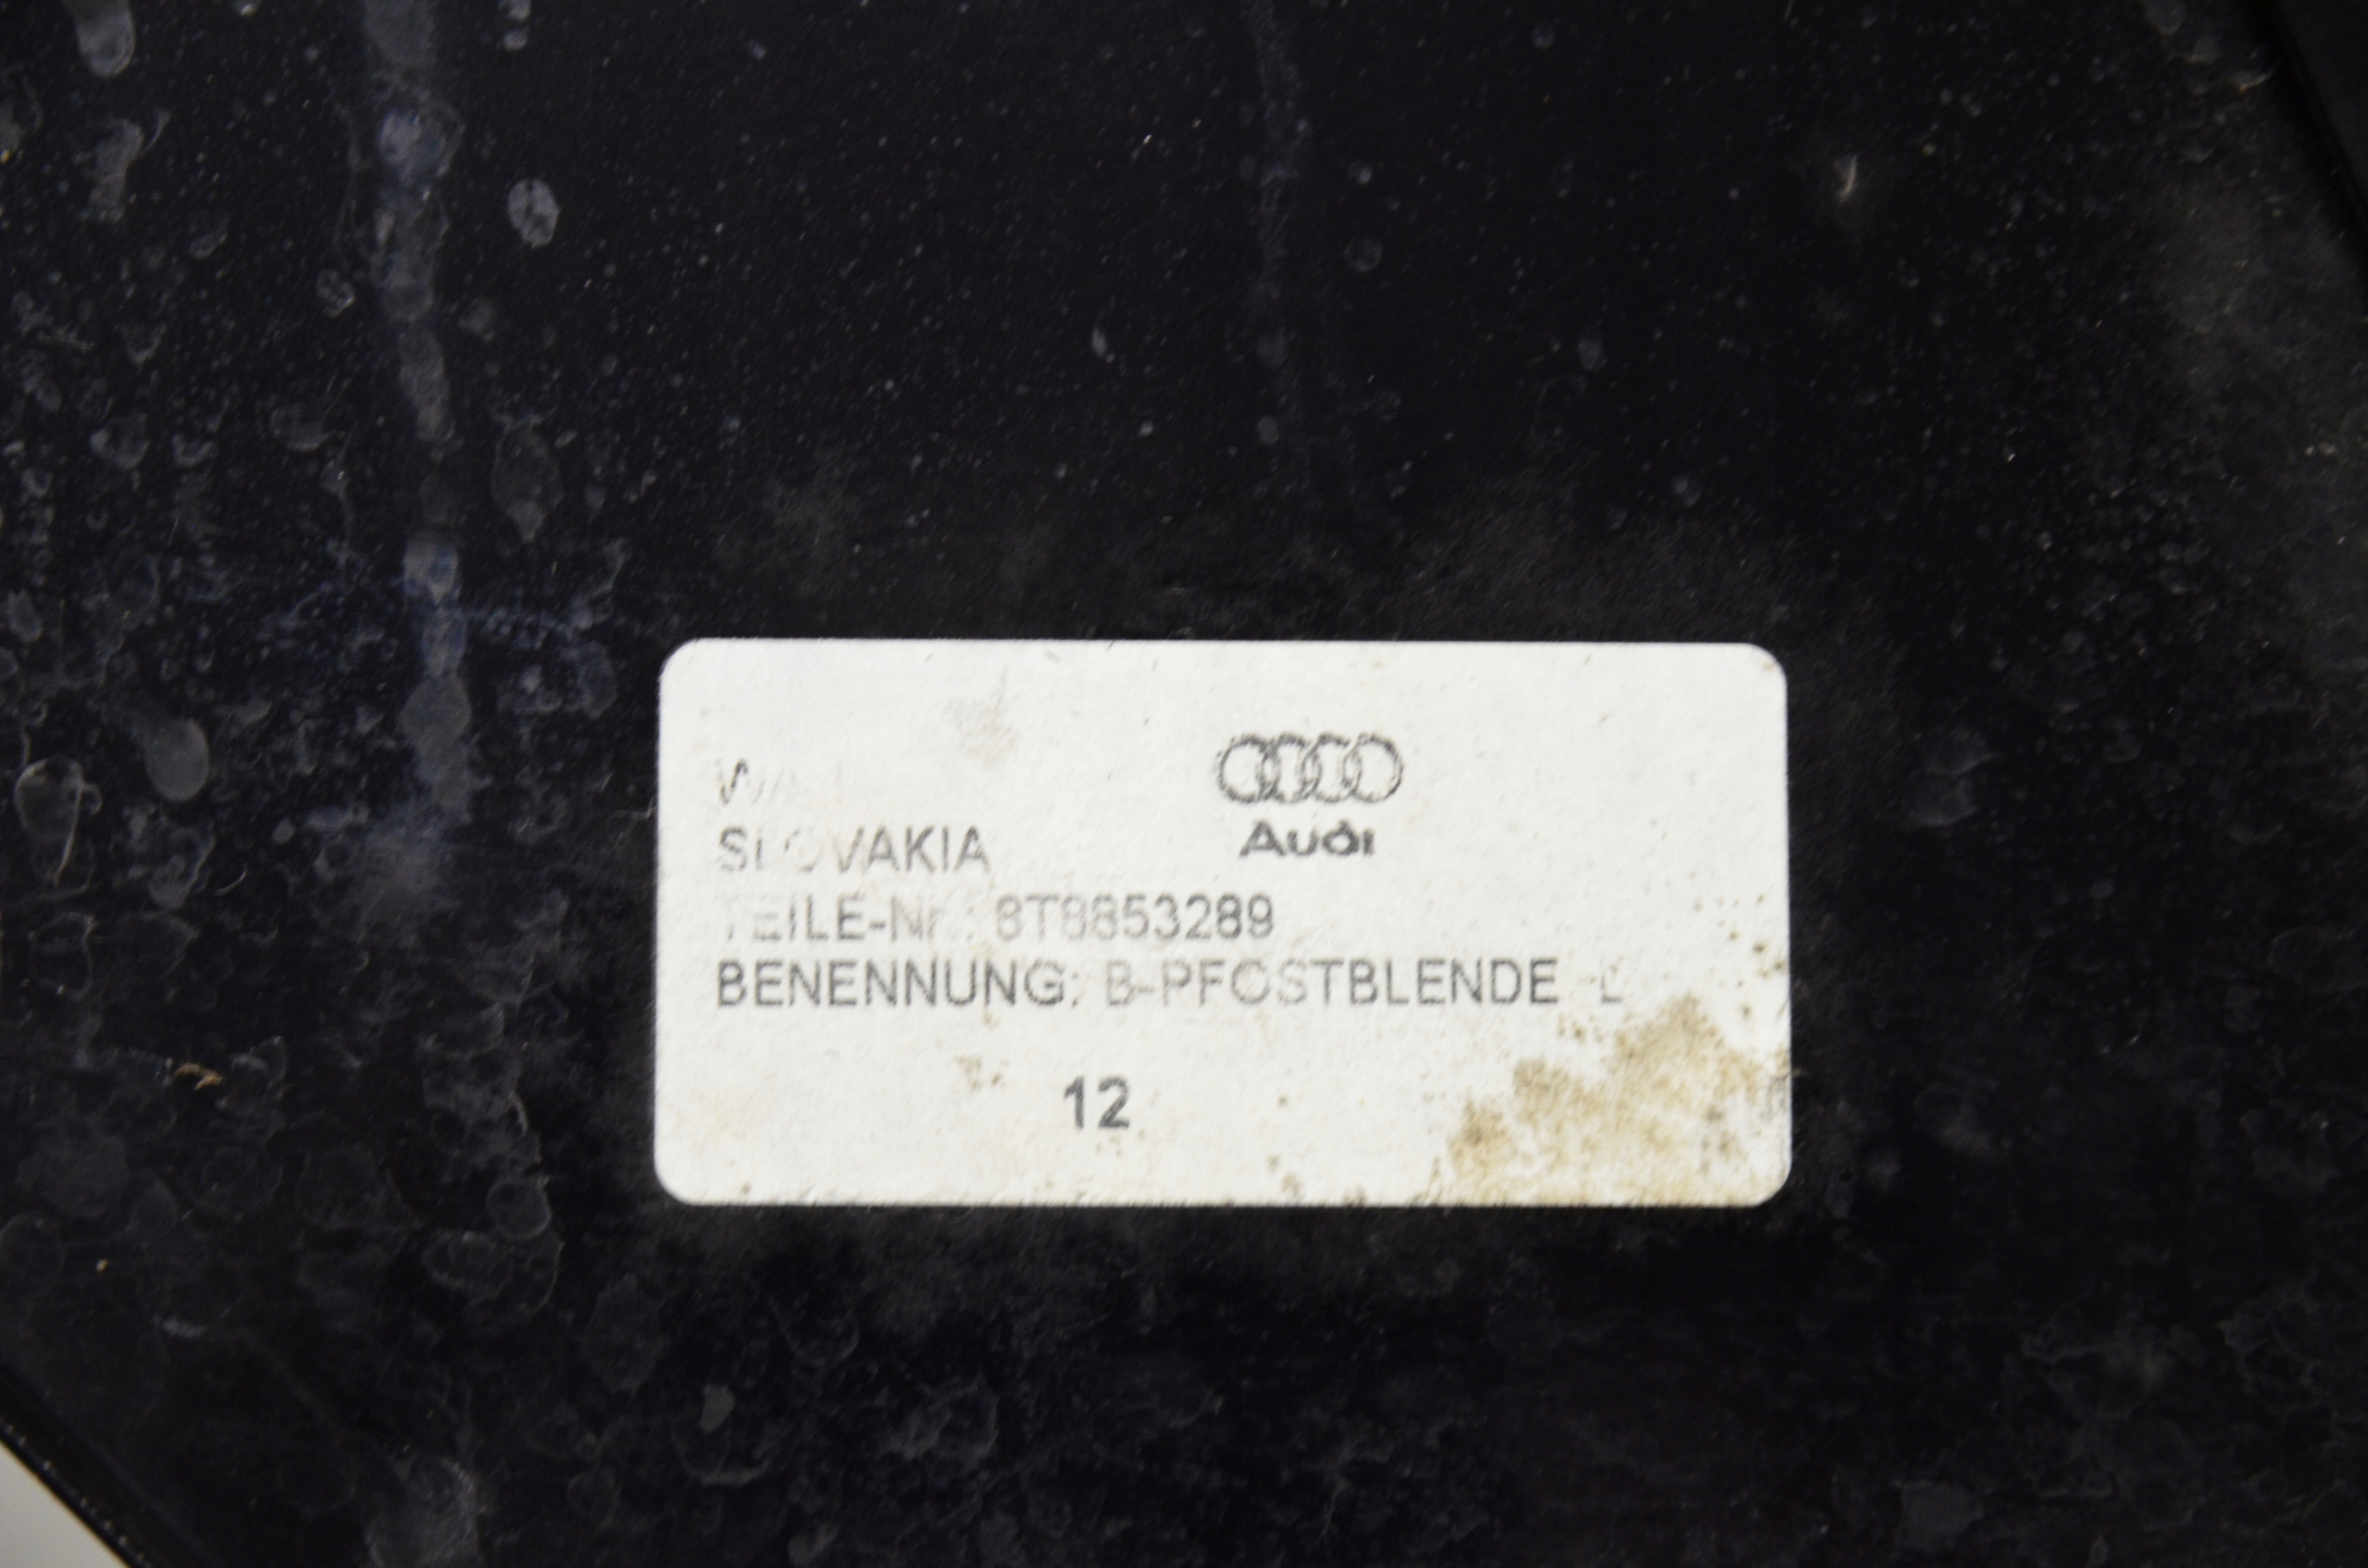 SLOVAKIA
Audi
TEILE-Nr.: 8T8853289
BENENNUNG: B-PFOSTBLENDE L
12